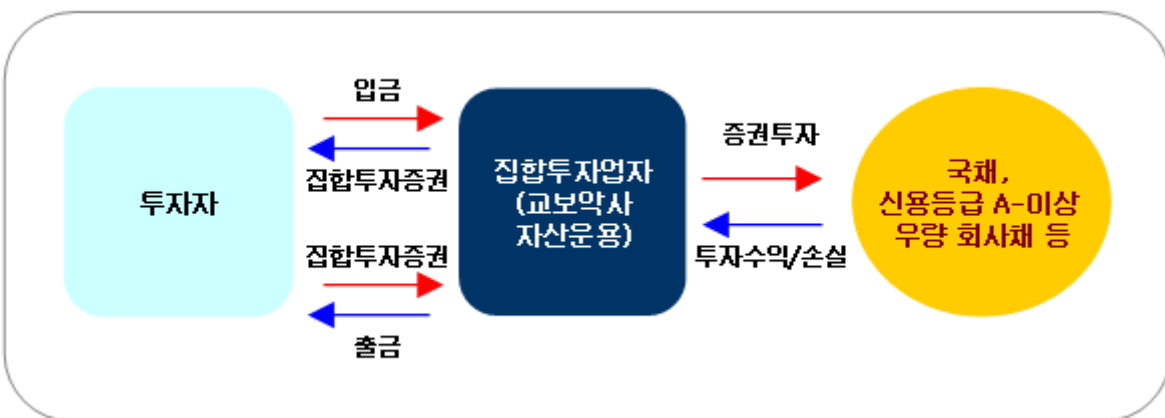 투자자
입금
집합투자증권
집합투자증권
출금
집합투자업자
(교보악사
자산운용)
증권투자
투자수익/손실
국채,
신용등급 A-이상
우량 회사채 등